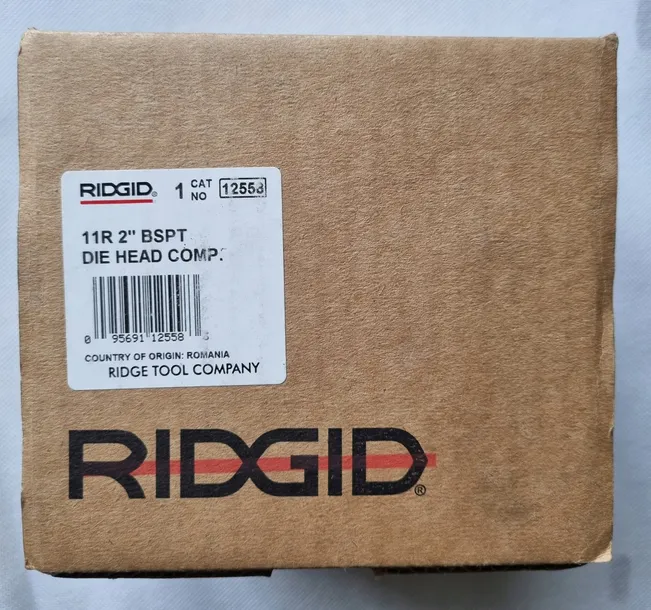 RIDGID®
1 CAT NO 12558
11R 2" BSPT
DIE HEAD COMP.
0 95691 12558
COUNTRY OF ORIGIN: ROMANIA
RIDGE TOOL COMPANY
RIDGID®